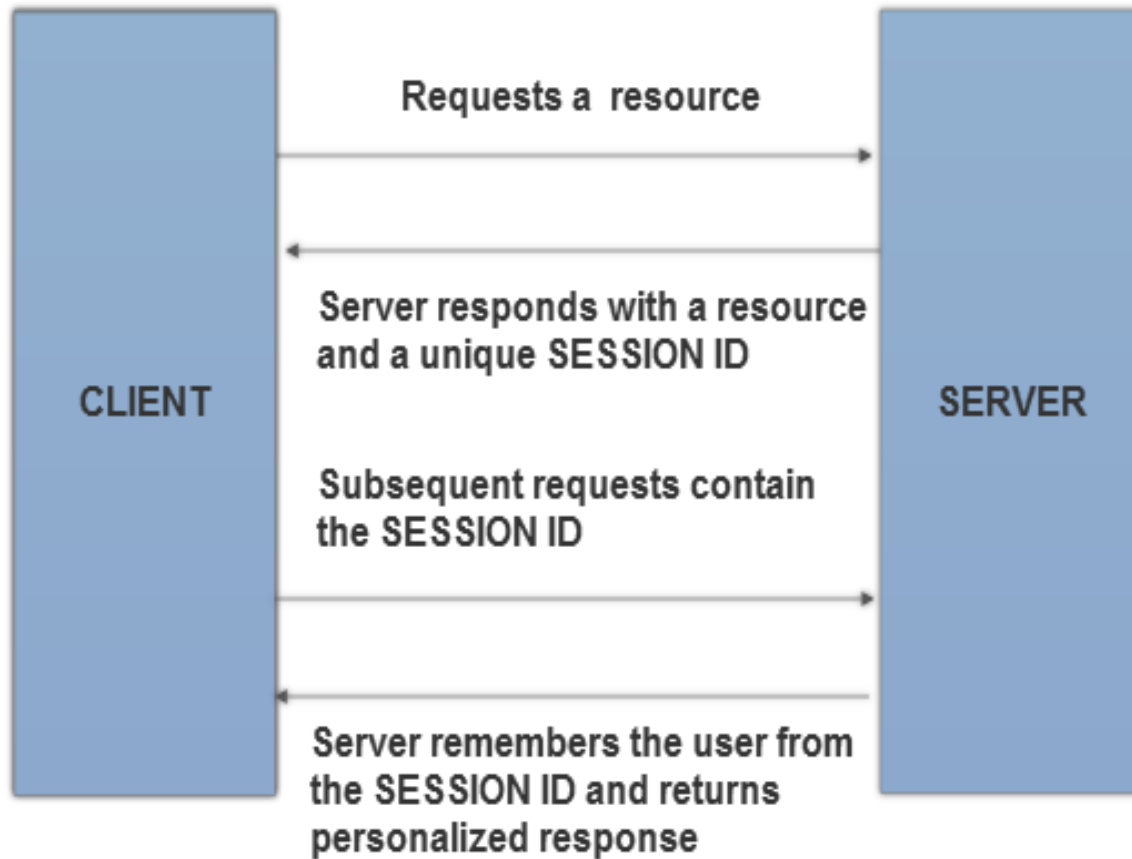 Requests a resource
Server responds with a resource
and a unique SESSION ID
CLIENT
SERVER
Subsequent requests contain
the SESSION ID
Server remembers the user from
the SESSION ID and returns
personalized response